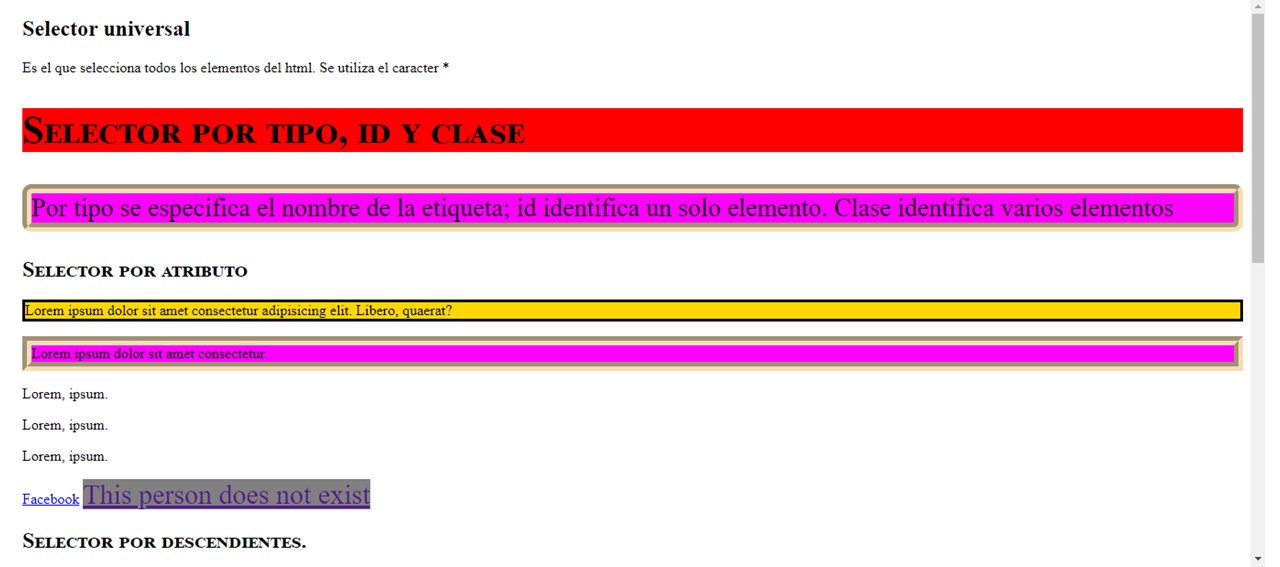 Selector universal
Es el que selecciona todos los elementos del html. Se utiliza el caracter *
Selector por tipo, id y clase
Por tipo se especifica el nombre de la etiqueta; id identifica un solo elemento. Clase identifica varios elementos
Selector por atributo
Lorem ipsum dolor sit amet consectetur adipisicing elit. Libero, quaerat?
Lorem ipsum dolor sit amet consectetur.
Lorem, ipsum.
Lorem, ipsum.
Lorem, ipsum.
Facebook This person does not exist
Selector por descendientes.